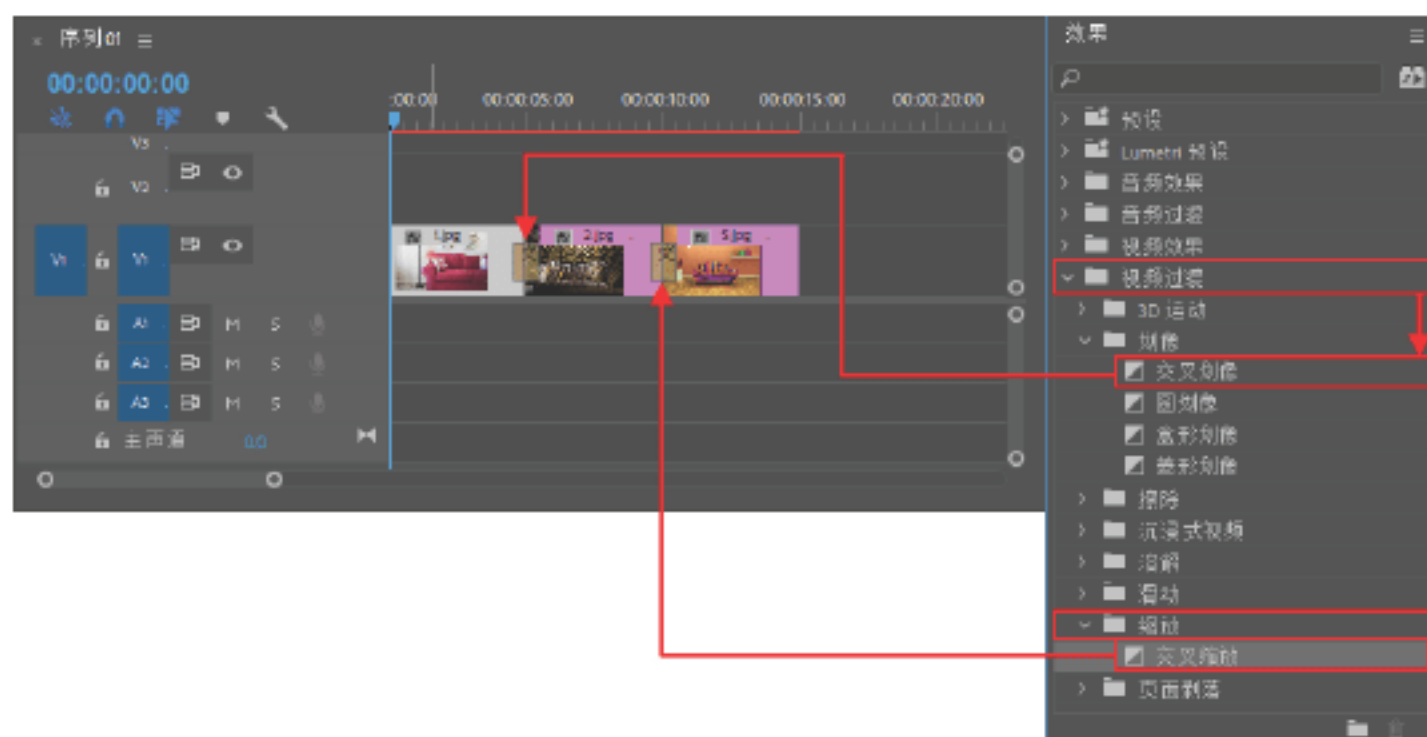 序列 01
00:00:00:00
:00:00 00:00:05:00 00:00:10:00 00:00:15:00 00:00:20:00
V3
V2
V1 V1
1.jpg 2.jpg
A1 M S
A2 M S
A3 M S
主声道 0.0
效果
预设
Lumetri 预设
音频效果
音频过渡
视频效果
视频过渡
3D 运动
划像
交叉划像
圆划像
盒形划像
菱形划像
擦除
沉浸式视频
溶解
滑动
缩放
交叉缩放
页面剥落